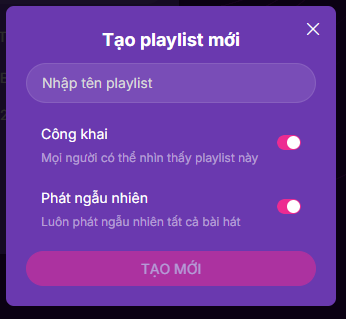 Tạo playlist mới
Nhập tên playlist
Công khai
Mọi người có thể nhìn thấy playlist này
Phát ngẫu nhiên
Luôn phát ngẫu nhiên tất cả bài hát
TẠO MỚI